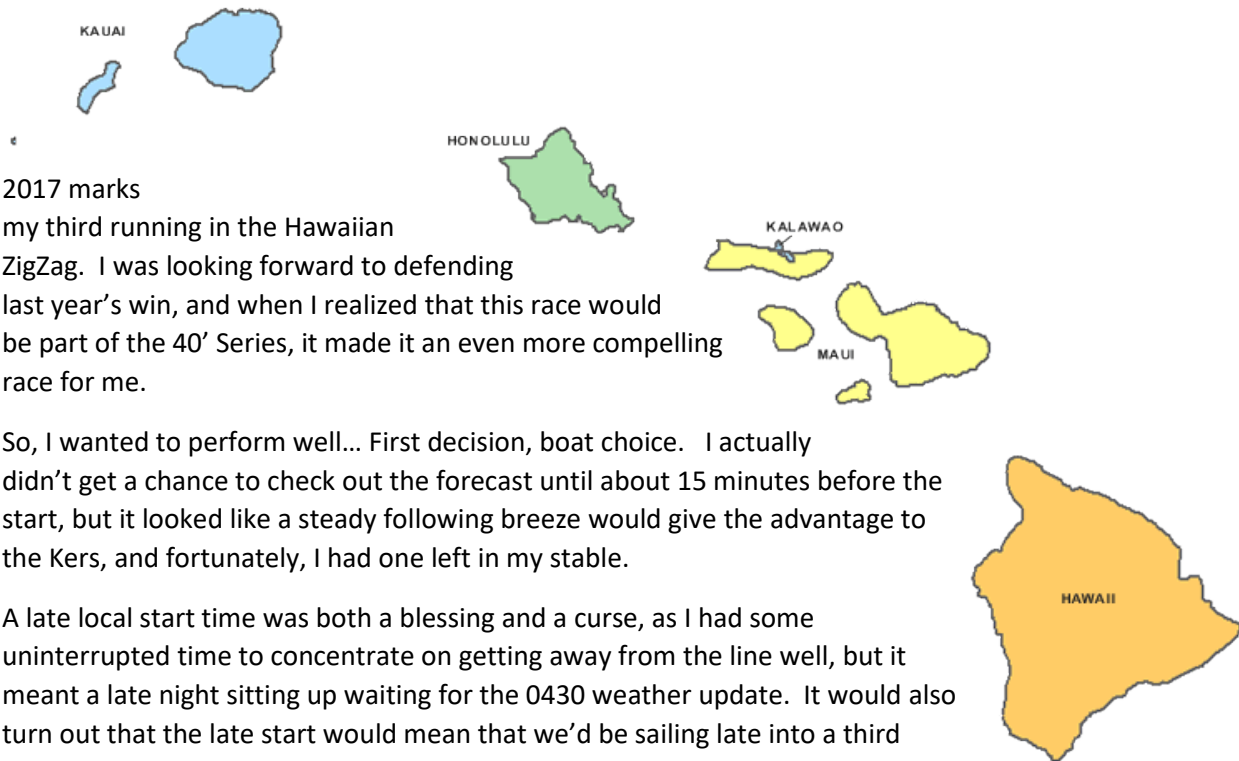 KAUAI
HONOLULU
2017 marks
my third running in the Hawaiian
KALAWAO
ZigZag.  I was looking forward to defending
last year’s win, and when I realized that this race would
be part of the 40’ Series, it made it an even more compelling
MAUI
race for me.
So, I wanted to perform well… First decision, boat choice.   I actually
didn’t get a chance to check out the forecast until about 15 minutes before the
start, but it looked like a steady following breeze would give the advantage to
the Kers, and fortunately, I had one left in my stable.
HAWAII
A late local start time was both a blessing and a curse, as I had some
uninterrupted time to concentrate on getting away from the line well, but it
meant a late night sitting up waiting for the 0430 weather update.  It would also
turn out that the late start would mean that we’d be sailing late into a third